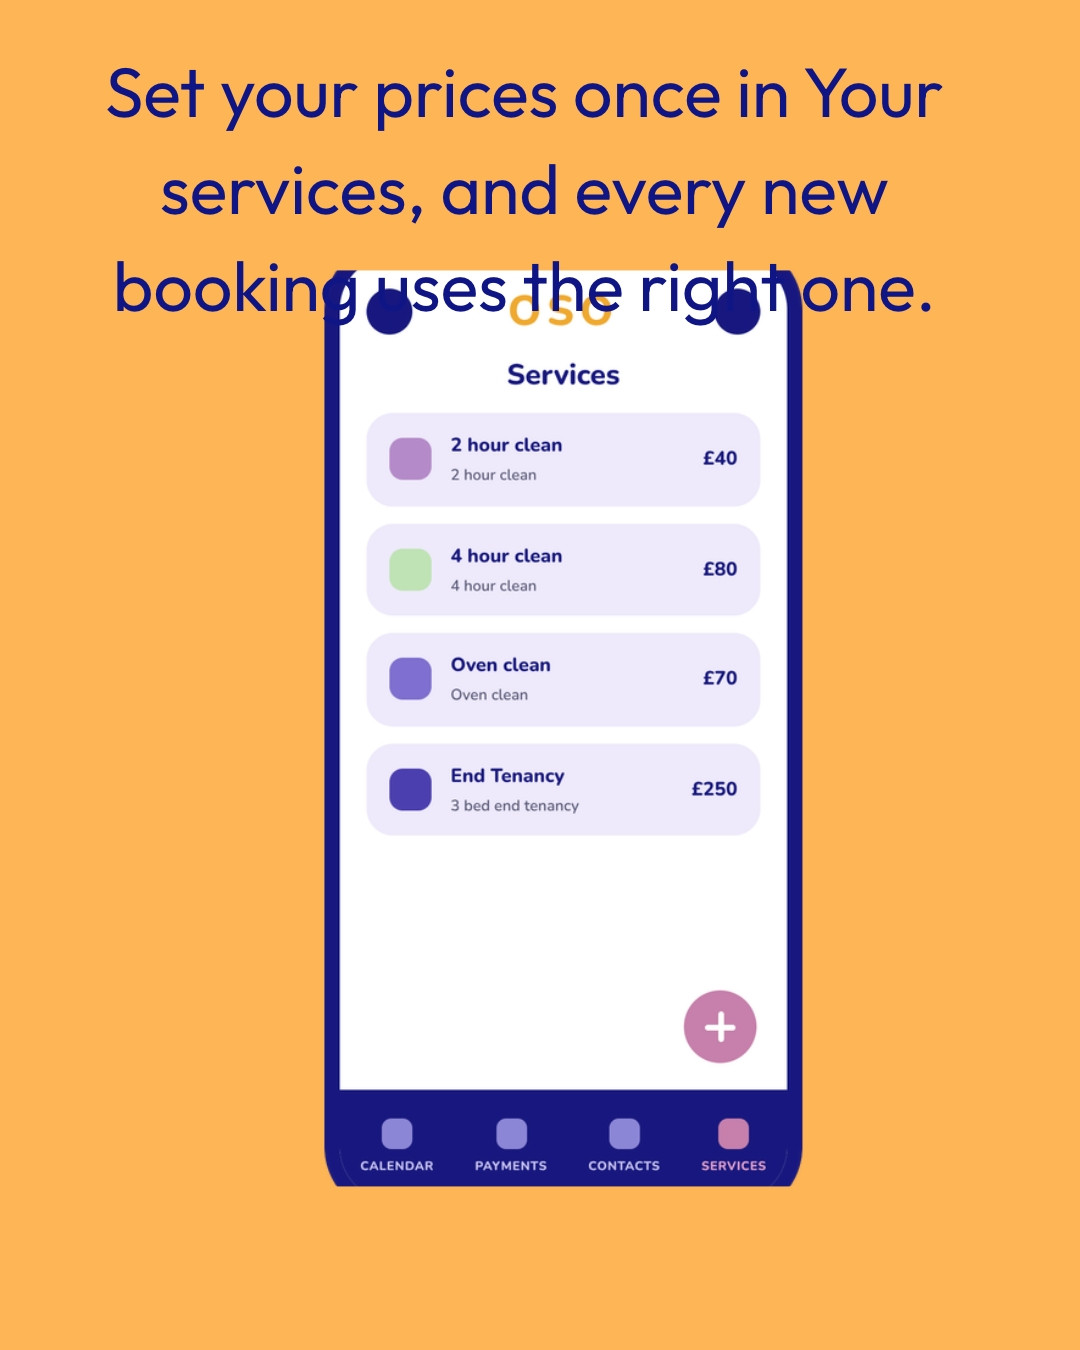 Set your prices once in Your
services, and every new
booking uses the right one.
oso
Services
2 hour clean
2 hour clean
£40
4 hour clean
4 hour clean
£80
Oven clean
Oven clean
£70
End Tenancy
3 bed end tenancy
£250
CALENDAR PAYMENTS CONTACTS SERVICES